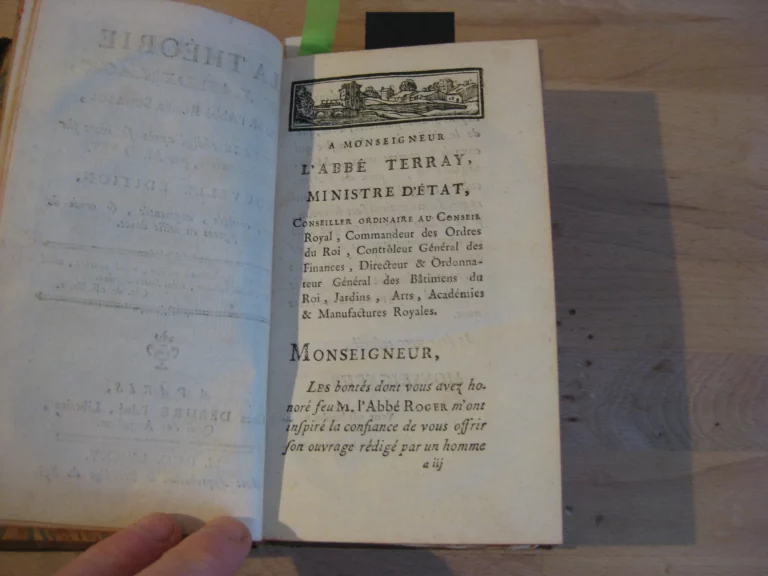 A MONSEIGNEUR
L'ABBÉ TERRAY,
MINISTRE D'ÉTAT,
CONSEILLER ORDINAIRE AU CONSEIL
Royal, Commandeur des Ordres
du Roi, Contrôleur Général des
Finances, Directeur & Ordonna-
teur Général des Bâtimens du
Roi, Jardins, Arts, Académies
& Manufactures Royales.
MONSEIGNEUR,
LES bontés dont vous avez ho-
noré feu M. l'Abbé ROGER m'ont
inspiré la confiance de vous offrir
son ouvrage rédigé par un homme
a iij